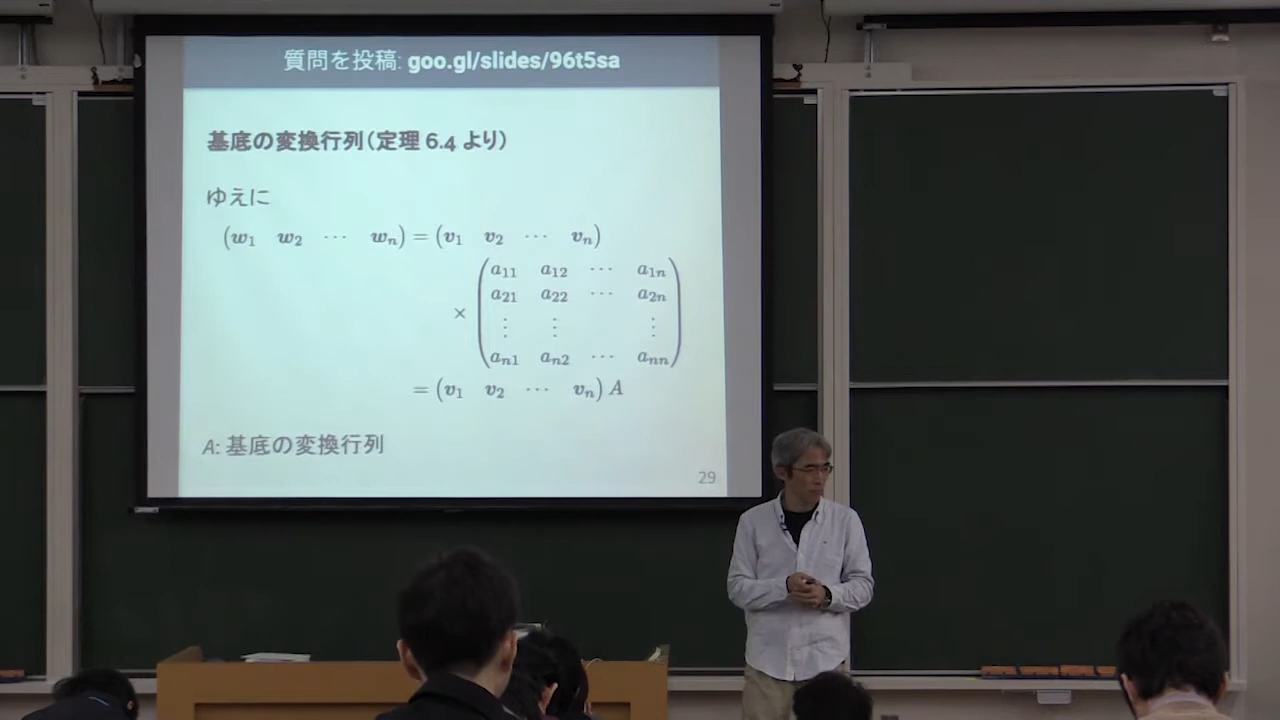 質問を投稿: goo.gl/slides/96t5sa
基底の変換行列(定理 6.4 より)
ゆえに
(w₁ w₂ ⋯ wₙ) = (v₁ v₂ ⋯ vₙ)
× (a₁₁ a₁₂ ⋯ a₁ₙ
a₂₁ a₂₂ ⋯ a₂ₙ
⋮ ⋮ ⋮
aₙ₁ aₙ₂ ⋯ aₙₙ)
= (v₁ v₂ ⋯ vₙ) A
A: 基底の変換行列
29